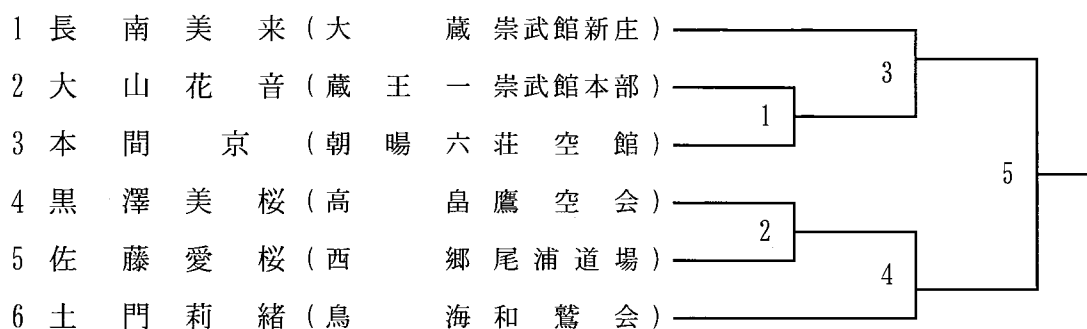 1 長南美来(大蔵崇武館新庄)
2 大山花音(蔵王一崇武館本部)
3 本間京(朝暘六荘空館)
4 黒澤美桜(高畠鷹空会)
5 佐藤愛桜(西郷尾浦道場)
6 土門莉緒(鳥海和鷲会)
3
1
5
2
4